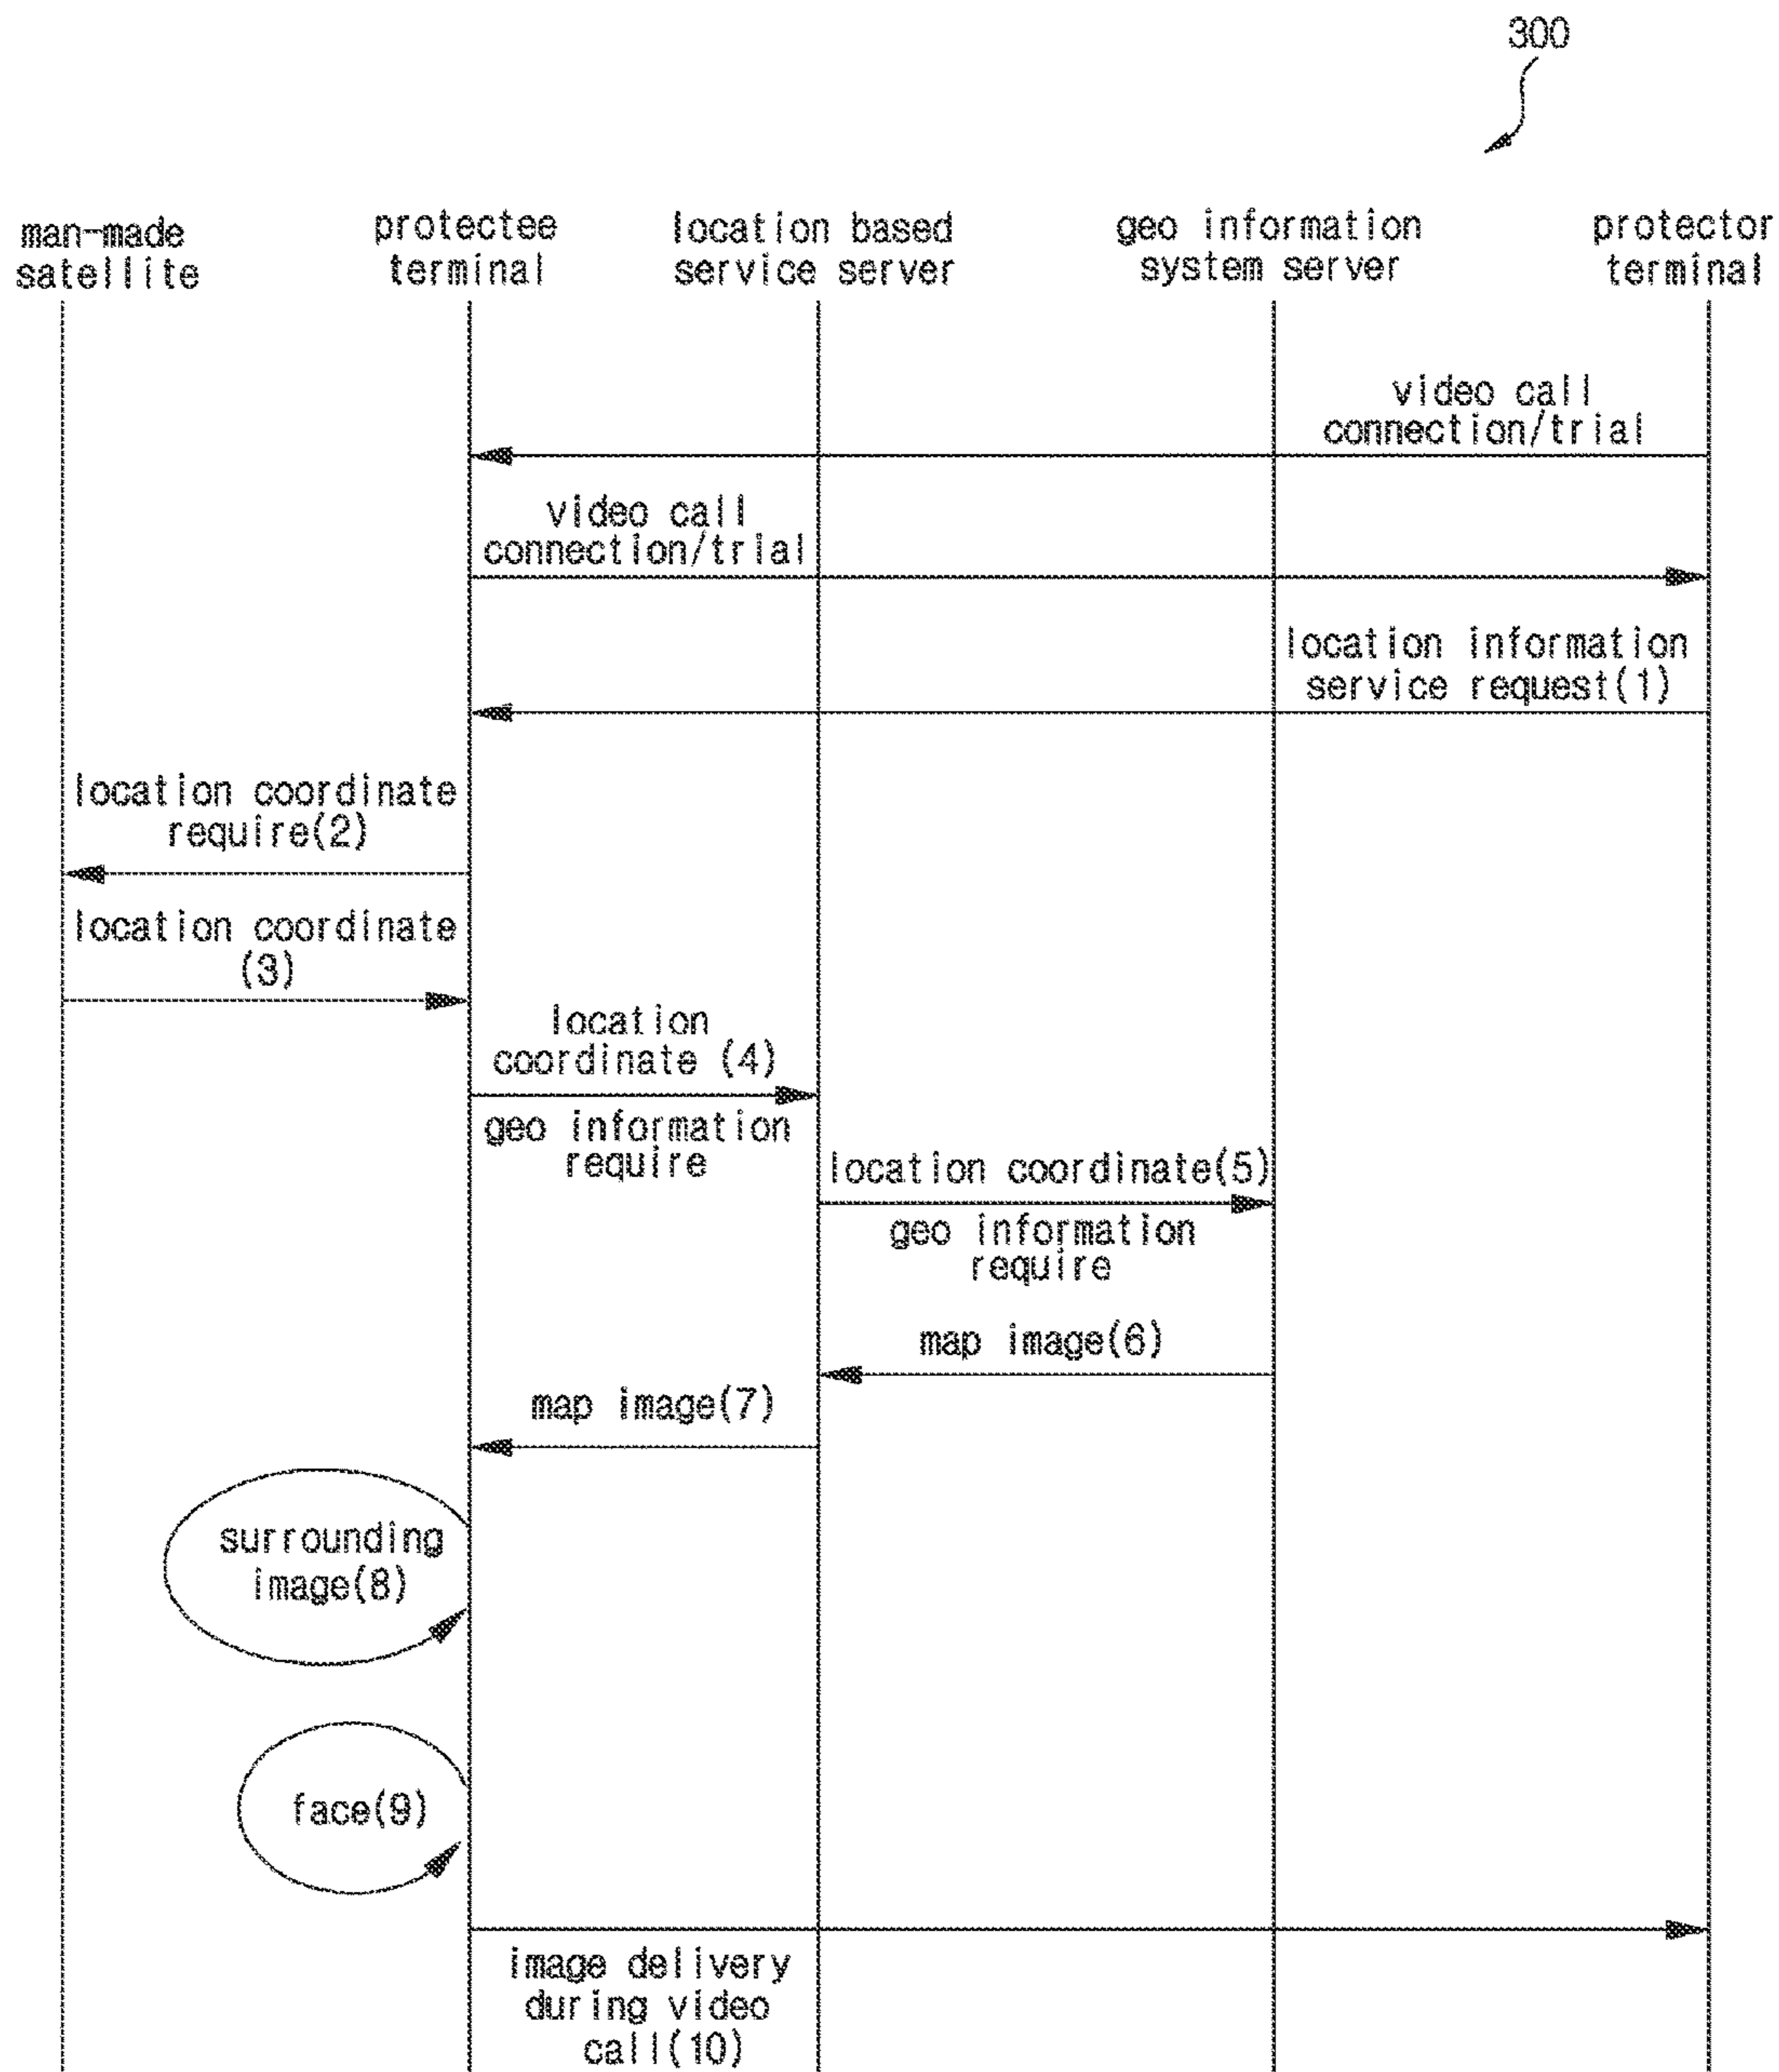 300
man-made
satellite
protectee
terminal
location based
service server
geo information
system server
protector
terminal
video call
connection/trial
video call
connection/trial
location information
service request(1)
location coordinate
require(2)
location coordinate
(3)
location
coordinate (4)
geo information
require
location coordinate(5)
geo information
require
map image(6)
map image(7)
surrounding
image(8)
face(9)
image delivery
during video
call(10)